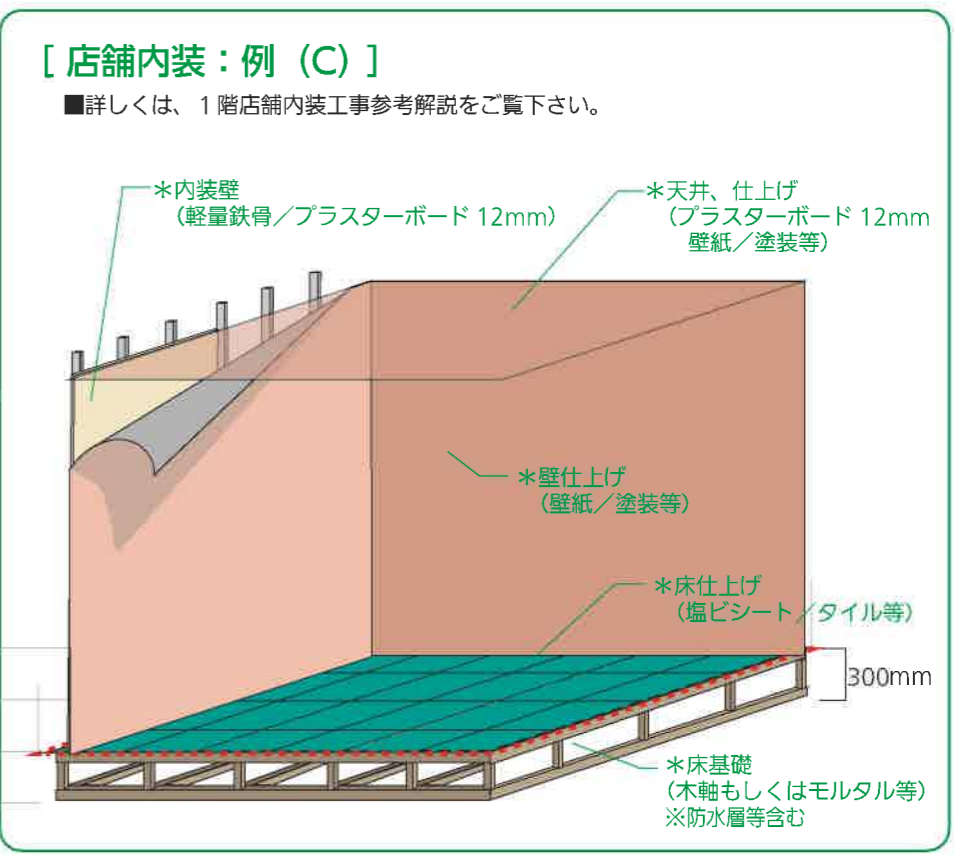 ［ 店舗内装：例（C）］
■詳しくは、１階店舗内装工事参考解説をご覧下さい。
＊内装壁
（軽量鉄骨／プラスターボード 12mm）
＊天井、仕上げ
（プラスターボード 12mm
壁紙／塗装等）
＊壁仕上げ
（壁紙／塗装等）
＊床仕上げ
（塩ビシート／タイル等）
300mm
＊床基礎
（木軸もしくはモルタル等）
※防水層等含む